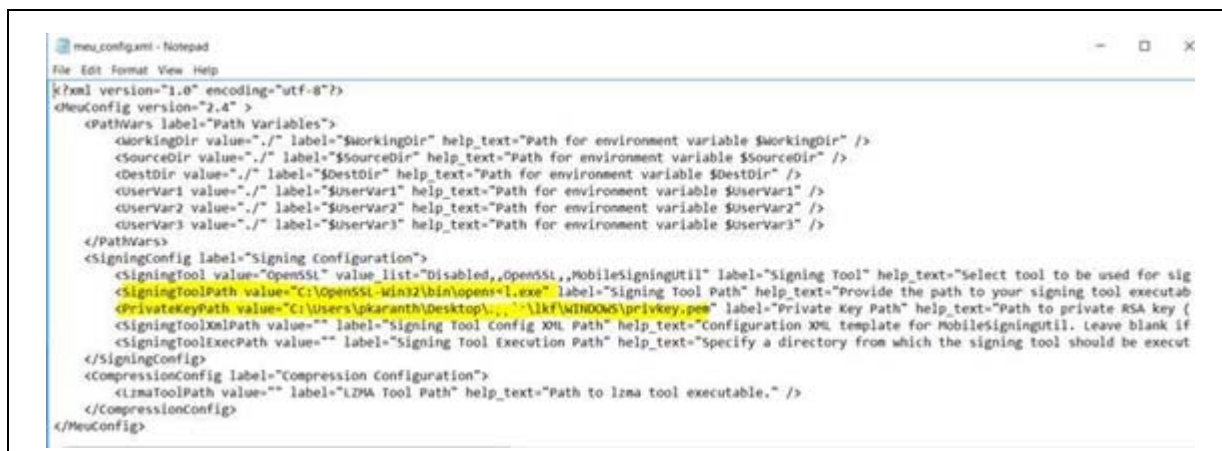 meu_config.xml - Notepad
File Edit Format View Help
<?xml version="1.0" encoding="utf-8"?>
<MeuConfig version="2.4" >
<PathVars label="Path Variables">
<WorkingDir value="./" label="$WorkingDir" help_text="Path for environment variable $WorkingDir" />
<SourceDir value="./" label="$SourceDir" help_text="Path for environment variable $SourceDir" />
<DestDir value="./" label="$DestDir" help_text="Path for environment variable $DestDir" />
<UserVar1 value="./" label="$UserVar1" help_text="Path for environment variable $UserVar1" />
<UserVar2 value="./" label="$UserVar2" help_text="Path for environment variable $UserVar2" />
<UserVar3 value="./" label="$UserVar3" help_text="Path for environment variable $UserVar3" />
</PathVars>
<SigningConfig label="Signing Configuration">
<SigningTool value="OpenSSL" value_list="Disabled,,OpenSSL,,MobileSigningUtil" label="Signing Tool" help_text="Select tool to be used for sig
<SigningToolPath value="C:\OpenSSL-Win32\bin\opens<l.exe" label="Signing Tool Path" help_text="Provide the path to your signing tool executab
<PrivateKeyPath value="C:\Users\pkaranth\Desktop\ \lkf\WINDOWS\privkey.pem" label="Private Key Path" help_text="Path to private RSA key (
<SigningToolXmlPath value="" label="Signing Tool Config XML Path" help_text="Configuration XML template for MobileSigningUtil. Leave blank if
<SigningToolExecPath value="" label="Signing Tool Execution Path" help_text="Specify a directory from which the signing tool should be execut
</SigningConfig>
<CompressionConfig label="Compression Configuration">
<LzmaToolPath value="" label="LZMA Tool Path" help_text="Path to lzma tool executable." />
</CompressionConfig>
</MeuConfig>